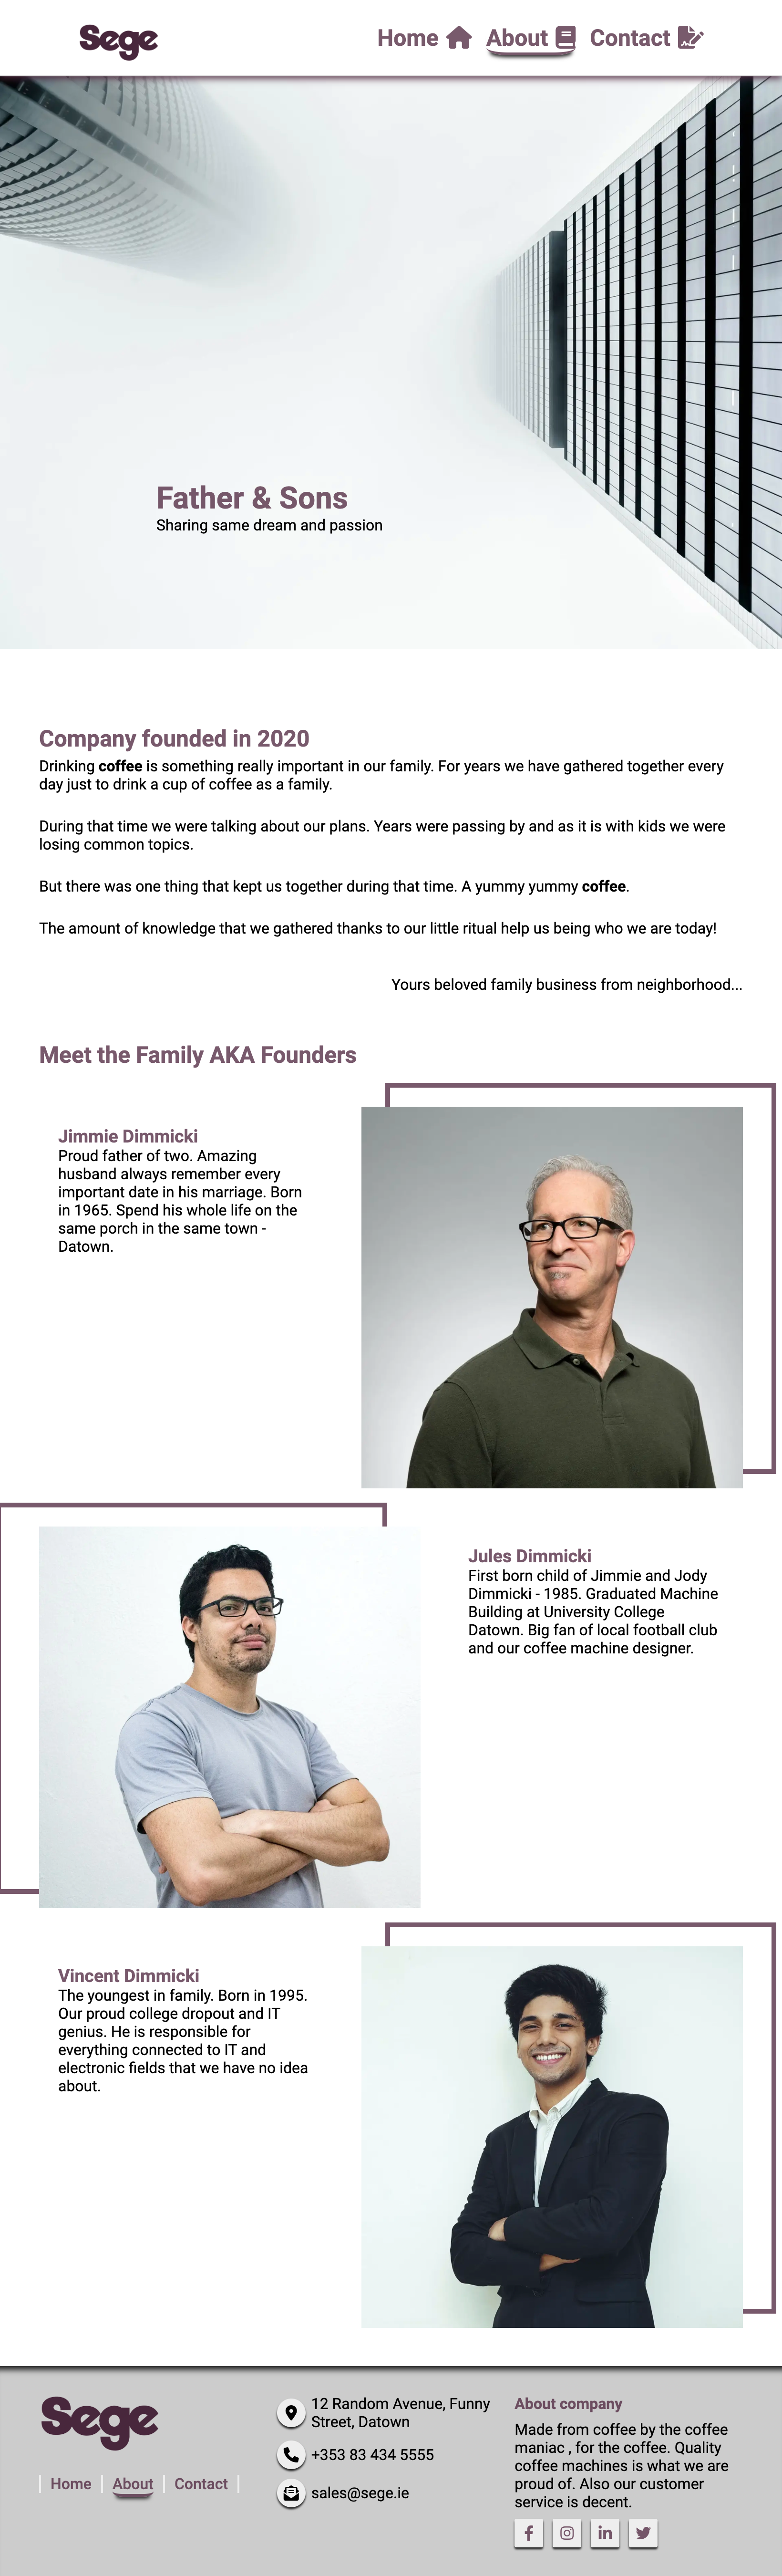 Sege
Home
About
Contact
Father & Sons
Sharing same dream and passion
Company founded in 2020
Drinking coffee is something really important in our family. For years we have gathered together every
day just to drink a cup of coffee as a family.
During that time we were talking about our plans. Years were passing by and as it is with kids we were
losing common topics.
But there was one thing that kept us together during that time. A yummy yummy coffee.
The amount of knowledge that we gathered thanks to our little ritual help us being who we are today!
Yours beloved family business from neighborhood...
Meet the Family AKA Founders
Jimmie Dimmicki
Proud father of two. Amazing
husband always remember every
important date in his marriage. Born
in 1965. Spend his whole life on the
same porch in the same town -
Datown.
Jules Dimmicki
First born child of Jimmie and Jody
Dimmicki - 1985. Graduated Machine
Building at University College
Datown. Big fan of local football club
and our coffee machine designer.
Vincent Dimmicki
The youngest in family. Born in 1995.
Our proud college dropout and IT
genius. He is responsible for
everything connected to IT and
electronic fields that we have no idea
about.
Sege
Home
About
Contact
12 Random Avenue, Funny
Street, Datown
+353 83 434 5555
sales@sege.ie
About company
Made from coffee by the coffee
maniac , for the coffee. Quality
coffee machines is what we are
proud of. Also our customer
service is decent.